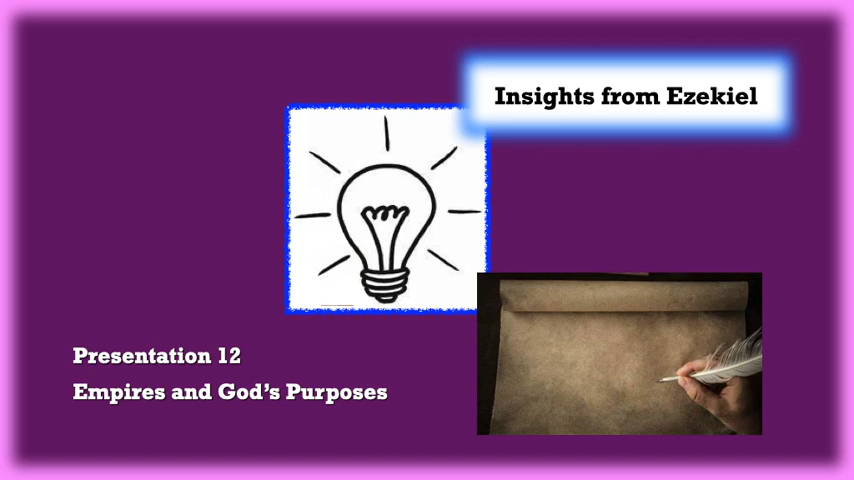 Insights from Ezekiel
Presentation 12
Empires and God’s Purposes